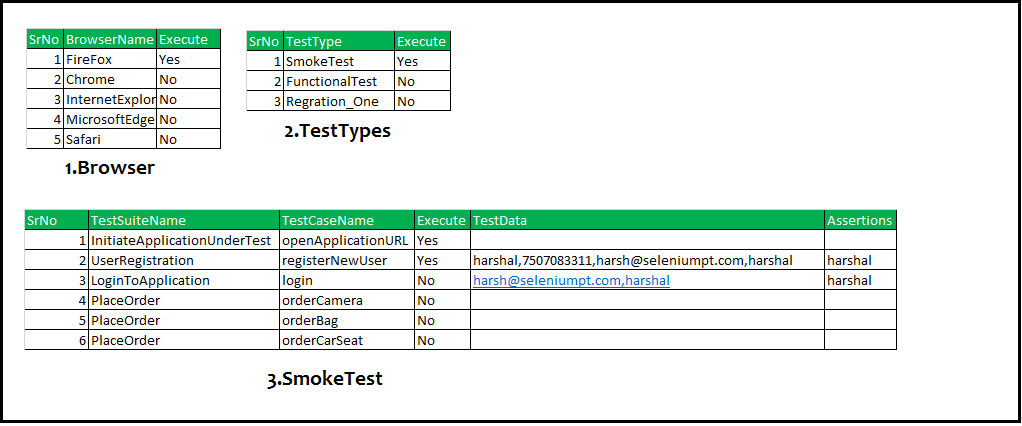 SrNo BrowserName Execute
1 FireFox Yes
2 Chrome No
3 InternetExplor No
4 MicrosoftEdge No
5 Safari No
1.Browser
SrNo TestType Execute
1 SmokeTest Yes
2 FunctionalTest No
3 Regration_One No
2.TestTypes
SrNo TestSuiteName TestCaseName Execute TestData Assertions
1 InitiateApplicationUnderTest openApplicationURL Yes
2 UserRegistration registerNewUser Yes harshal,7507083311,harsh@seleniumpt.com,harshal harshal
3 LoginToApplication login No harsh@seleniumpt.com,harshal harshal
4 PlaceOrder orderCamera No
5 PlaceOrder orderBag No
6 PlaceOrder orderCarSeat No
3.SmokeTest